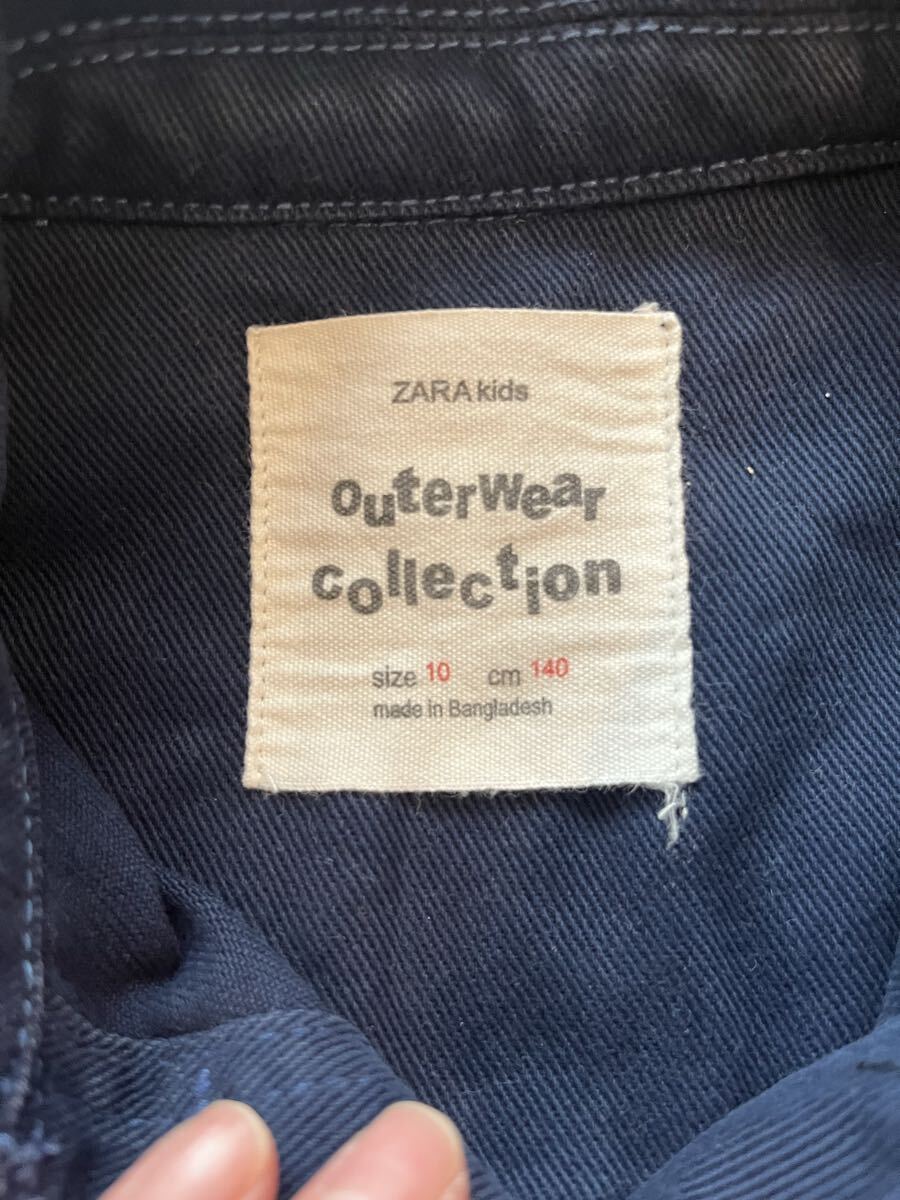 ZARA kids
outerwear
collection
size 10 cm 140
made in Bangladesh